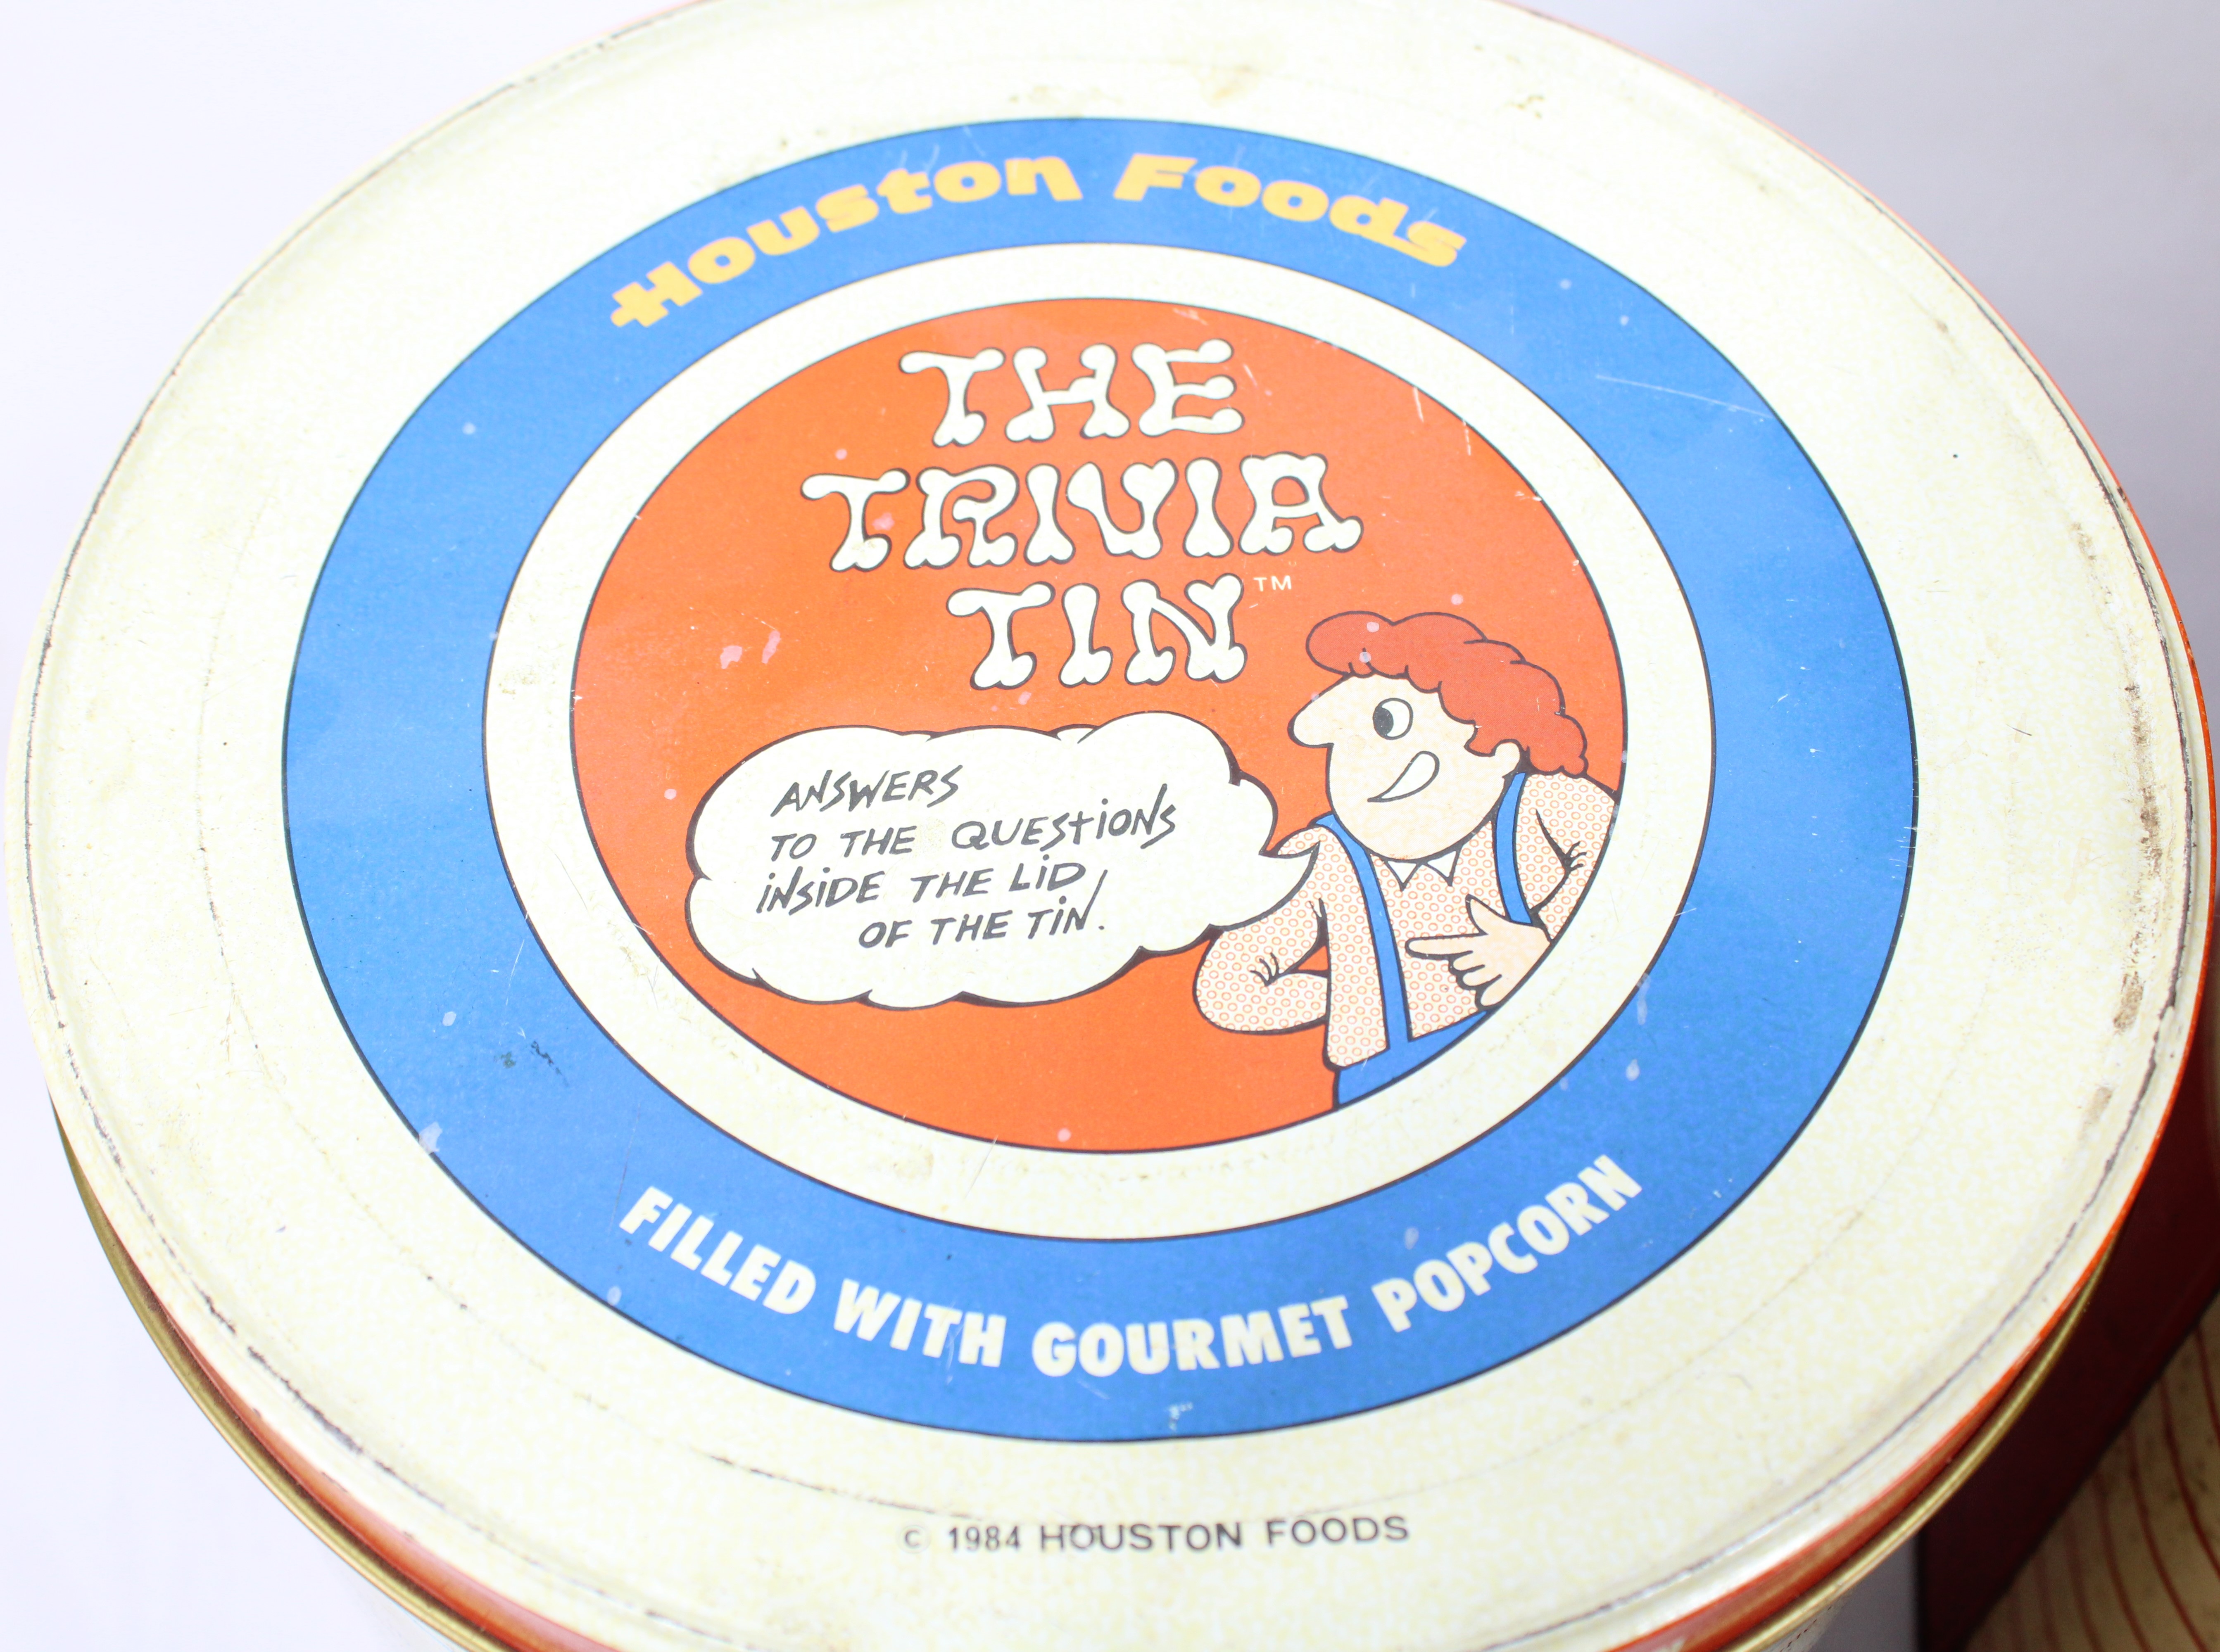 Houston Foods
THE
TRIVIA
TIN™
ANSWERS
TO THE QUESTIONS
INSIDE THE LID
OF THE TIN.
FILLED WITH GOURMET POPCORN
© 1984 HOUSTON FOODS